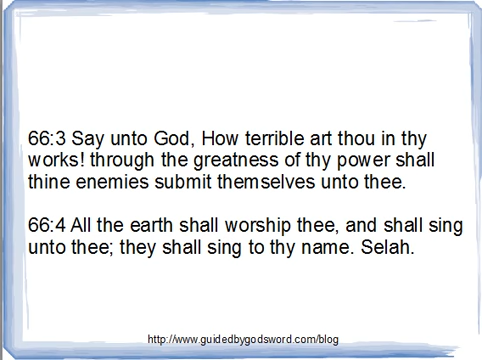 66:3 Say unto God, How terrible art thou in thy
works! through the greatness of thy power shall
thine enemies submit themselves unto thee.
66:4 All the earth shall worship thee, and shall sing
unto thee; they shall sing to thy name. Selah.
http://www.guidedbygodsword.com/blog